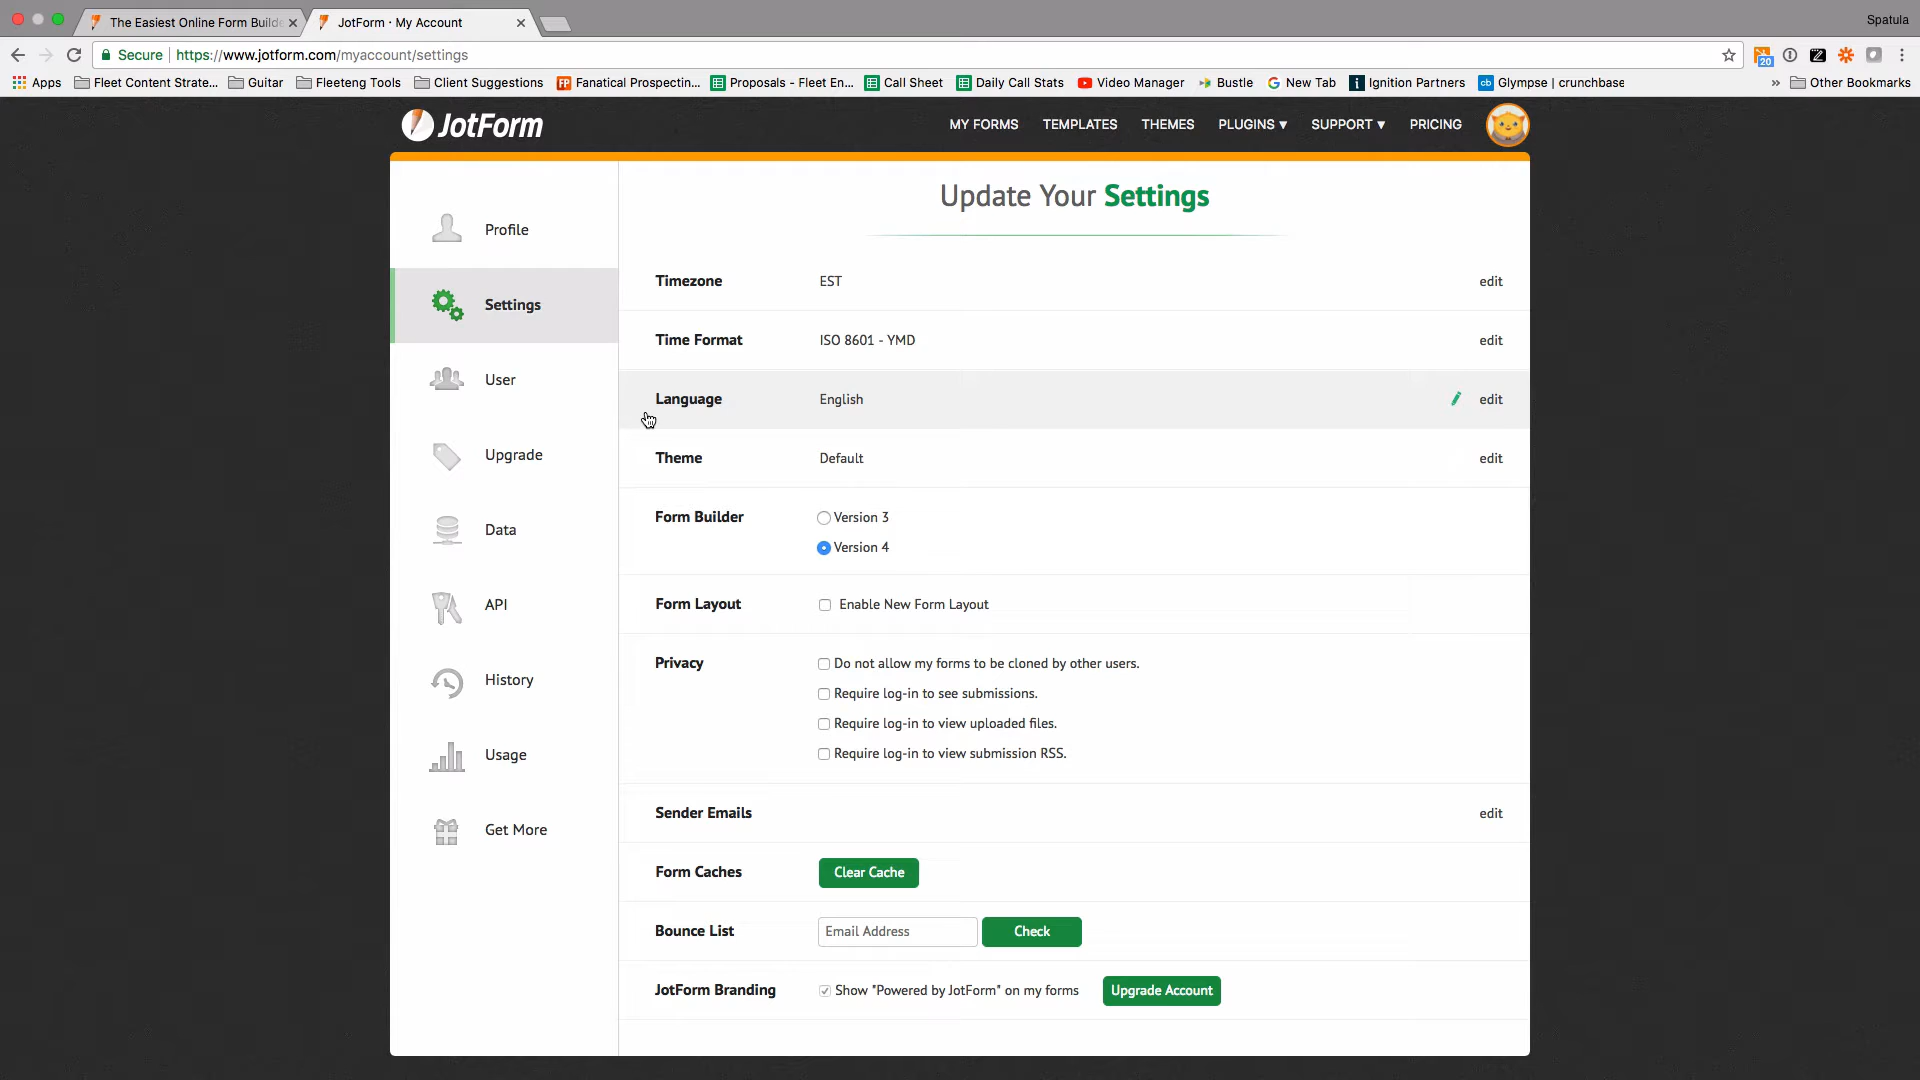 Spatula
The Easiest Online Form Builde
JotForm · My Account
Secure
https://www.jotform.com/myaccount/settings
20
Apps
Fleet Content Strate...
Guitar
Fleeteng Tools
Client Suggestions
FP Fanatical Prospectin...
Proposals - Fleet En...
Call Sheet
Daily Call Stats
Video Manager
Bustle
New Tab
Ignition Partners
cb Glympse | crunchbase
» Other Bookmarks
JotForm
MY FORMS
TEMPLATES
THEMES
PLUGINS ▾
SUPPORT ▾
PRICING
Profile
Settings
User
Upgrade
Data
API
History
Usage
Get More
Update Your Settings
Timezone EST edit
Time Format ISO 8601 - YMD edit
Language English edit
Theme Default edit
Form Builder Version 3
Version 4
Form Layout Enable New Form Layout
Privacy Do not allow my forms to be cloned by other users.
Require log-in to see submissions.
Require log-in to view uploaded files.
Require log-in to view submission RSS.
Sender Emails edit
Form Caches Clear Cache
Bounce List Email Address Check
JotForm Branding Show "Powered by JotForm" on my forms Upgrade Account